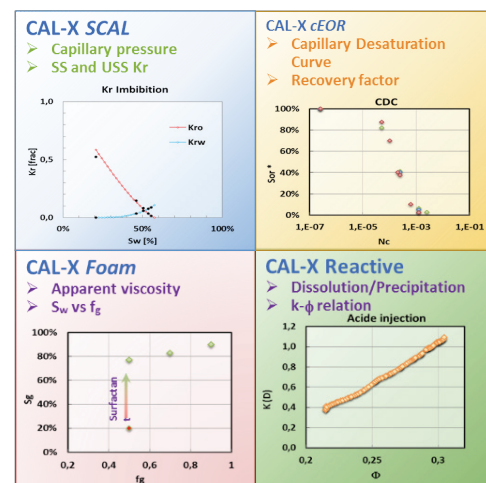 CAL-X SCAL
➢ Capillary pressure
➢ SS and USS Kr
Kr Imbibition
1,0
0,5
0,0
Kr [frac]
Kro
Krw
0%
50%
100%
Sw [%]
CAL-X cEOR
➢ Capillary Desaturation
Curve
➢ Recovery factor
CDC
100%
80%
60%
40%
20%
0%
Sor *
1,E-07
1,E-05
1,E-03
1,E-01
Nc
CAL-X Foam
➢ Apparent viscosity
➢ Sw vs fg
100%
80%
60%
40%
20%
0%
Sg
Surfactan
t
0,2
0,4
0,6
0,8
1
fg
CAL-X Reactive
➢ Dissolution/Precipitation
➢ k-ϕ relation
Acide injection
1,2
1,0
0,8
0,6
0,4
0,2
0,0
K (D)
0,2
0,25
0,3
Φ